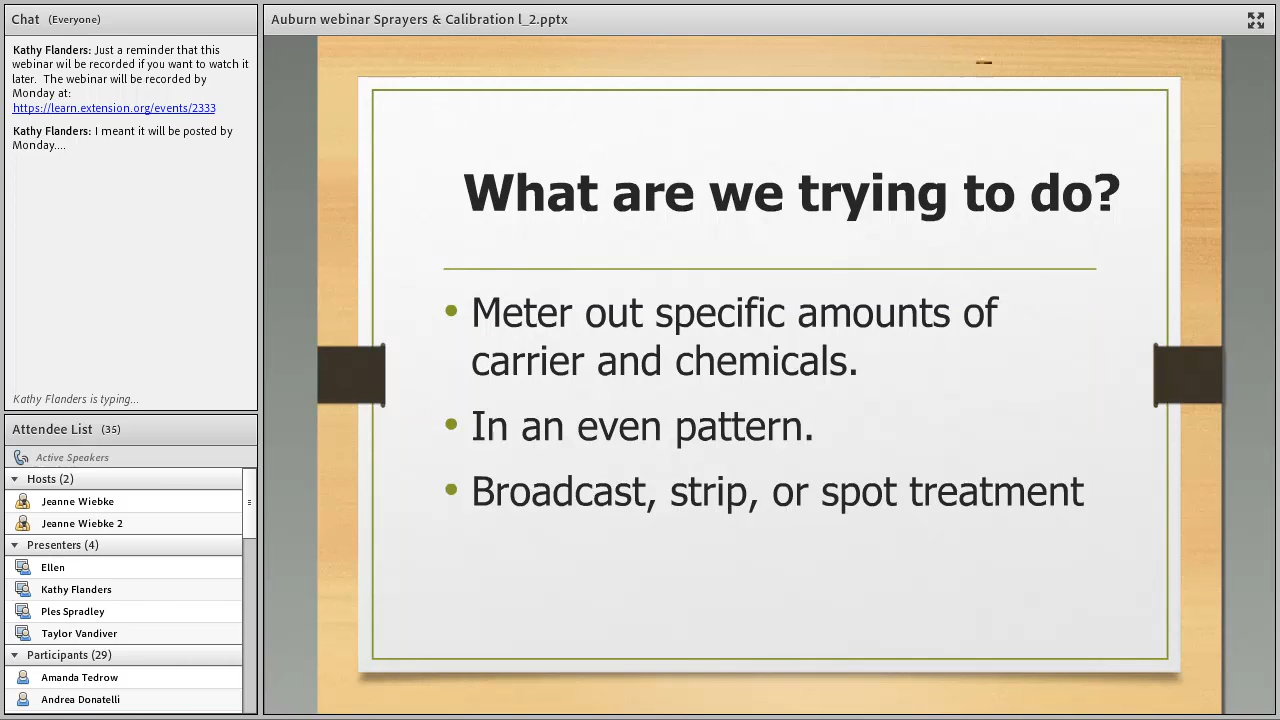 Chat (Everyone)
Kathy Flanders: Just a reminder that this
webinar wil be recorded if you want to watch it
later. The webinar will be recorded by
Monday at:
https://learn.extension.org/events/2333
Kathy Flanders: I meant it will be posted by
Monday....
Kathy Flanders is typing...
Attendee List (35)
Active Speakers
Hosts (2)
Jeanne Wiebke
Jeanne Wiebke 2
Presenters (4)
Ellen
Kathy Flanders
Ples Spradley
Taylor Vandiver
Participants (29)
Amanda Tedrow
Andrea Donatelli
Auburn webinar Sprayers & Calibration l_2.pptx
What are we trying to do?
• Meter out specific amounts of
carrier and chemicals.
• In an even pattern.
• Broadcast, strip, or spot treatment